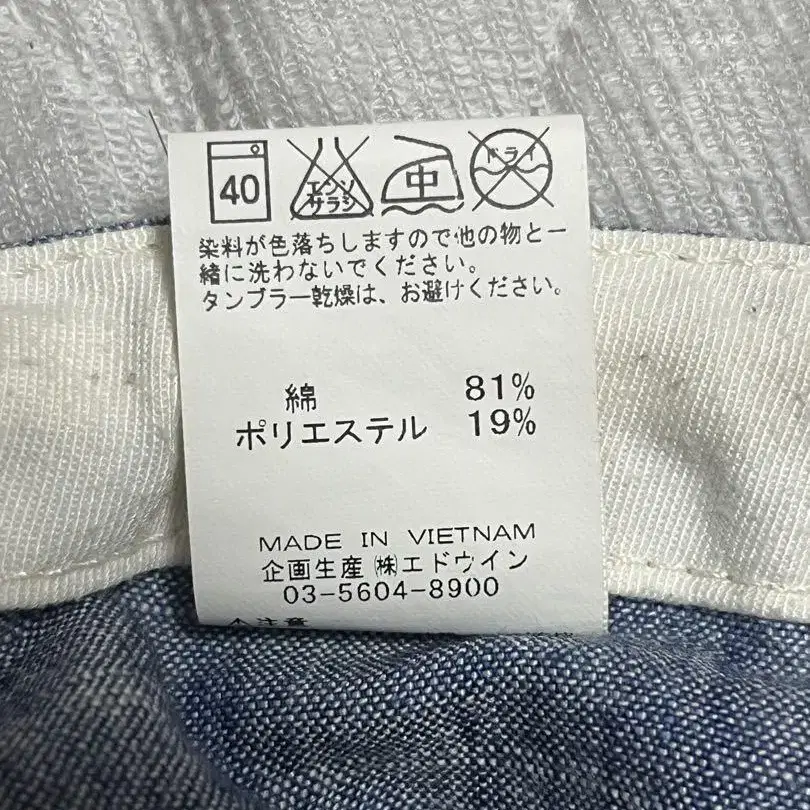 40
エンソ
サラシ
中
ドライ
染料が色落ちしますので他の物と一
緒に洗わないでください。
タンブラー乾燥は、お避けください。
綿 81%
ポリエステル 19%
MADE IN VIETNAM
企画生産 ㈱エドウイン
03-5604-8900